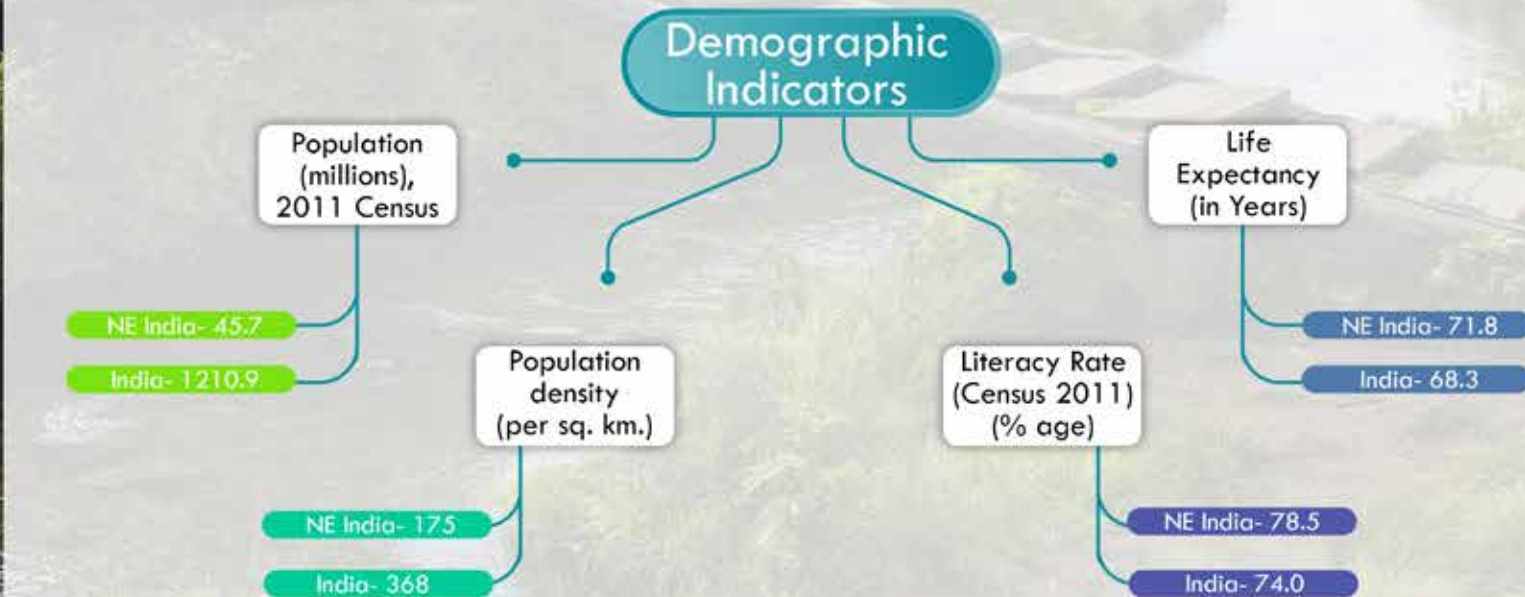 Demographic
Indicators
Population
(millions),
2011 Census
NE India- 45.7
India- 1210.9
Population
density
(per sq. km.)
NE India- 175
India- 368
Literacy Rate
(Census 2011)
(% age)
NE India- 78.5
India- 74.0
Life
Expectancy
(in Years)
NE India- 71.8
India- 68.3